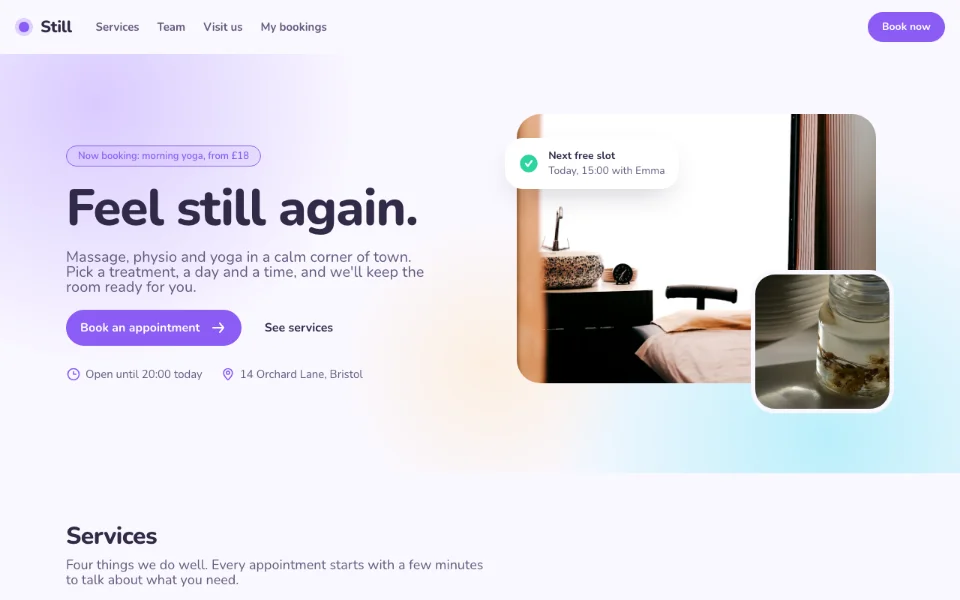 Still
Services
Team
Visit us
My bookings
Book now
Now booking: morning yoga, from £18
Feel still again.
Massage, physio and yoga in a calm corner of town.
Pick a treatment, a day and a time, and we'll keep the
room ready for you.
Book an appointment
See services
Open until 20:00 today
14 Orchard Lane, Bristol
Next free slot
Today, 15:00 with Emma
Services
Four things we do well. Every appointment starts with a few minutes
to talk about what you need.